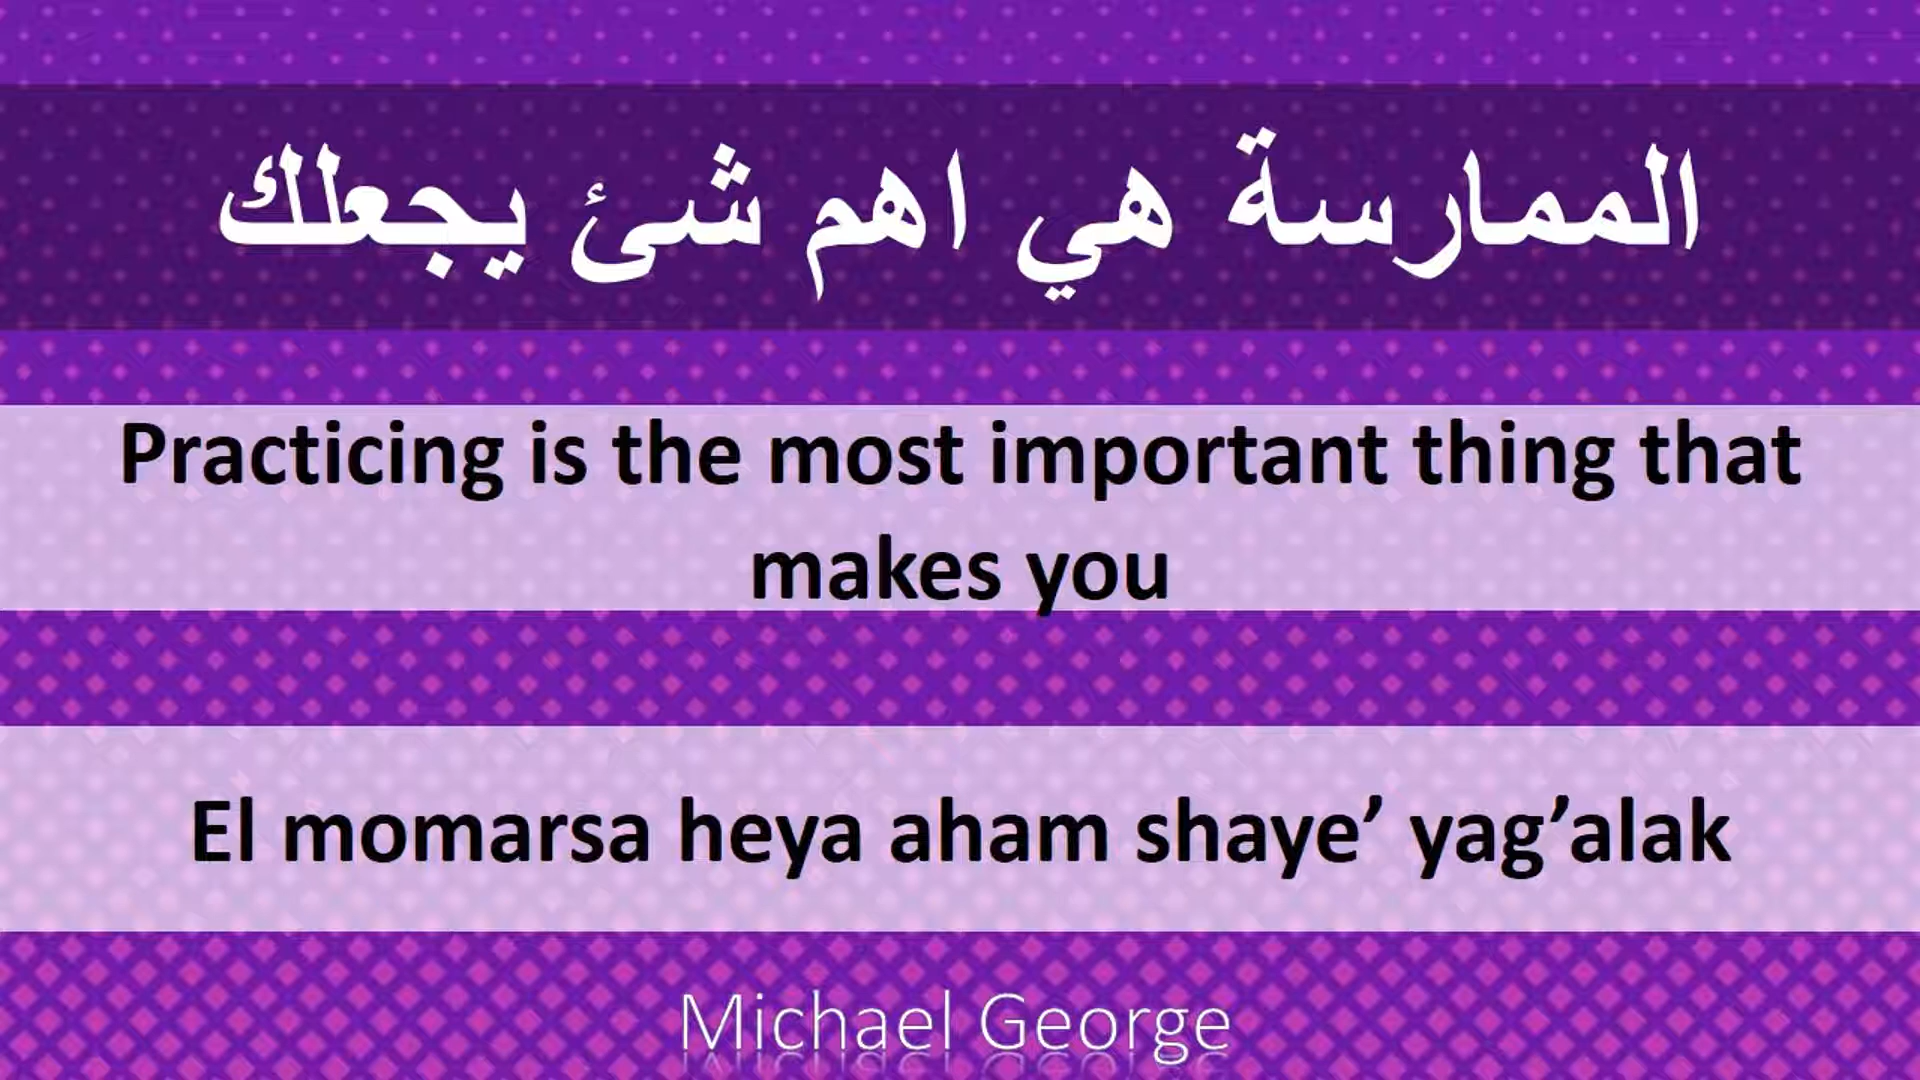 الممارسة هي اهم شئ يجعلك
Practicing is the most important thing that
makes you
El momarsa heya aham shaye’ yag’alak
Michael George